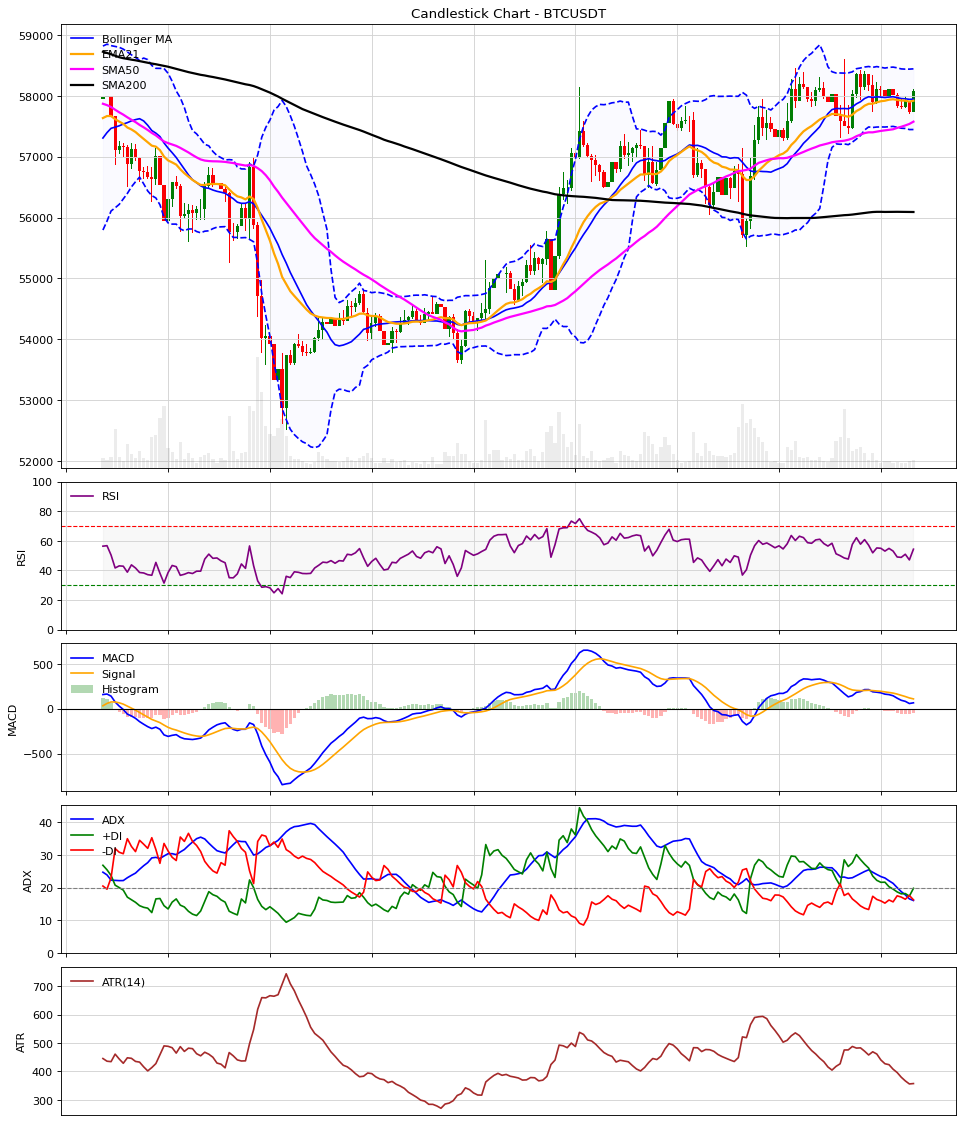 Candlestick Chart - BTCUSDT
Bollinger MA
EMA21
SMA50
SMA200
59000
58000
57000
56000
55000
54000
53000
52000
RSI
RSI
100
80
60
40
20
0
MACD
Signal
Histogram
MACD
500
0
−500
ADX
+DI
-DI
ADX
40
30
20
10
0
ATR(14)
ATR
700
600
500
400
300